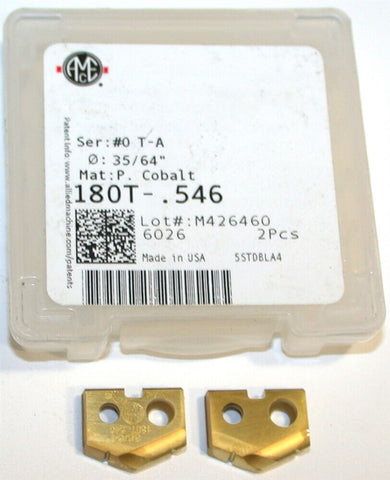 AMEC
Ser:#0 T-A
Ø: 35/64"
Mat:P. Cobalt
180T-.546
Lot#:M426460
6026 2Pcs
Made in USA SSTDBLA4
Patent Info:
www.alliedmachine.com/patents